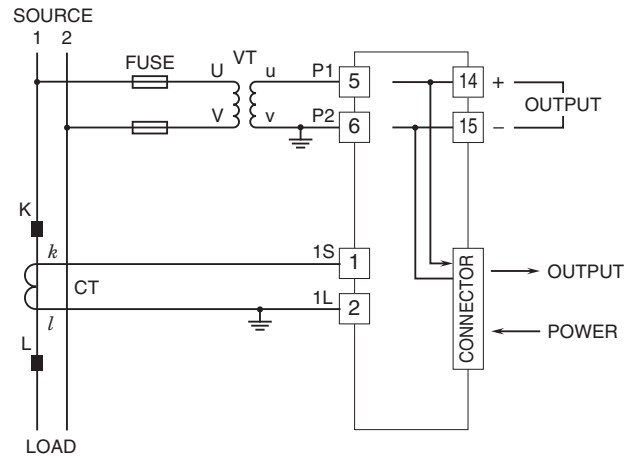 SOURCE
1 2
FUSE
U
VT
u
P1
5
14
+
OUTPUT
V
v
P2
6
15
−
K
k
1S
1
CT
1L
2
l
L
CONNECTOR
OUTPUT
POWER
LOAD